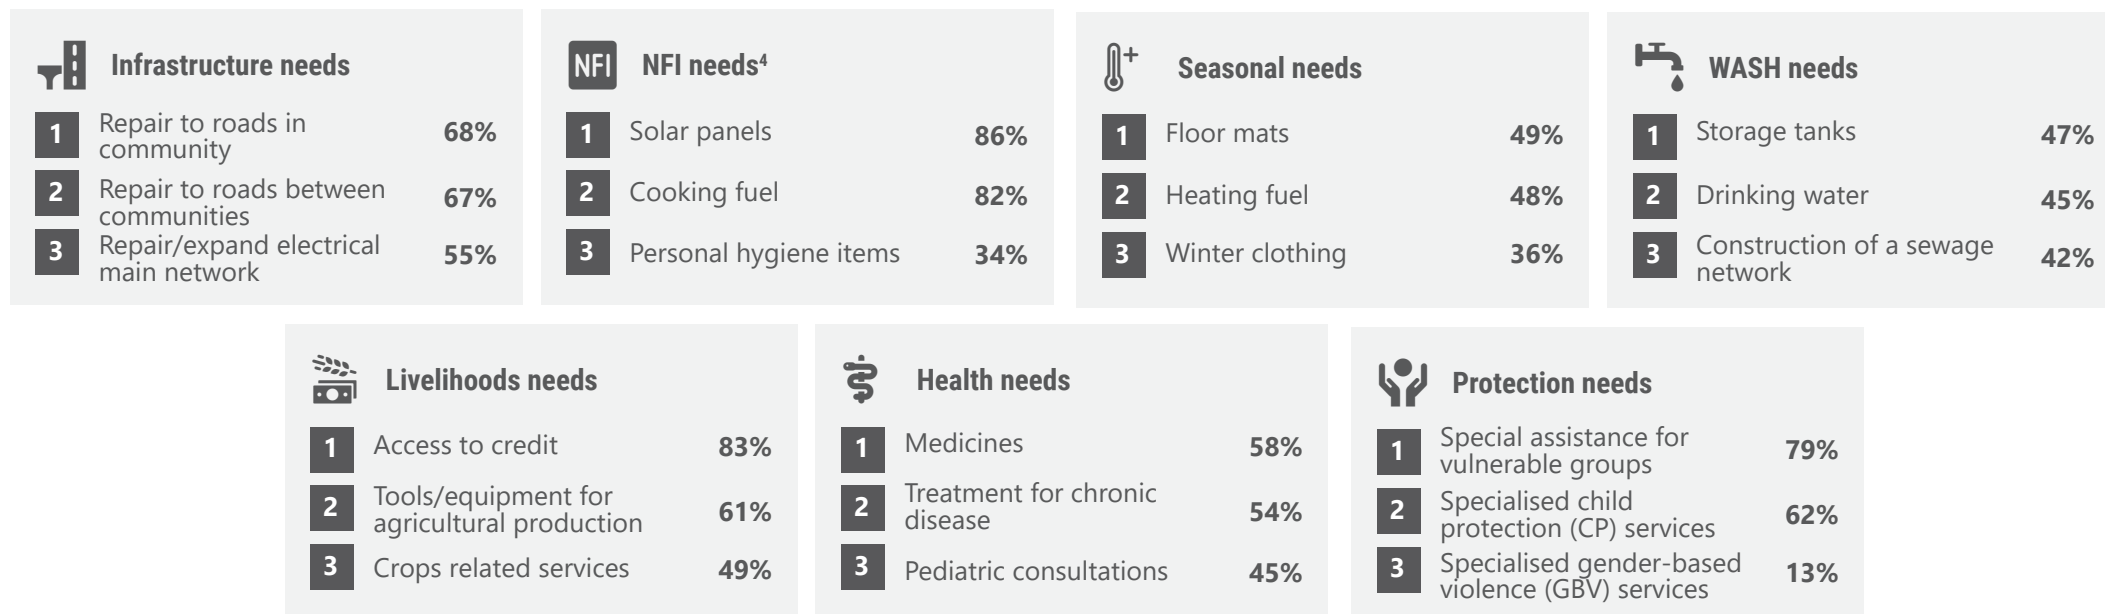 Infrastructure needs
1 Repair to roads in
community 68%
2 Repair to roads between
communities 67%
3 Repair/expand electrical
main network 55%
NFI NFI needs⁴
1 Solar panels 86%
2 Cooking fuel 82%
3 Personal hygiene items 34%
Seasonal needs
1 Floor mats 49%
2 Heating fuel 48%
3 Winter clothing 36%
WASH needs
1 Storage tanks 47%
2 Drinking water 45%
3 Construction of a sewage
network 42%
Livelihoods needs
1 Access to credit 83%
2 Tools/equipment for
agricultural production 61%
3 Crops related services 49%
Health needs
1 Medicines 58%
2 Treatment for chronic
disease 54%
3 Pediatric consultations 45%
Protection needs
1 Special assistance for
vulnerable groups 79%
2 Specialised child
protection (CP) services 62%
3 Specialised gender-based
violence (GBV) services 13%